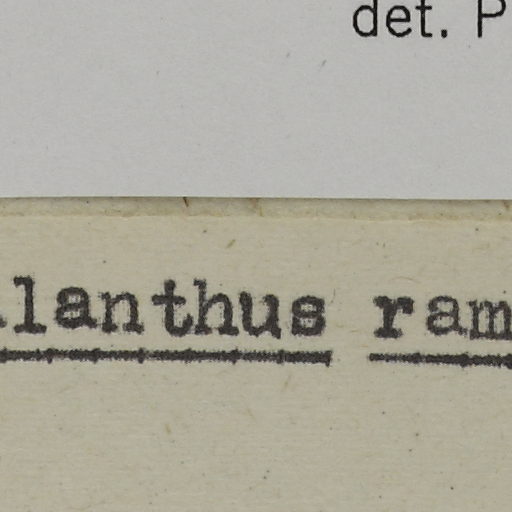 det. P
lanthus ram